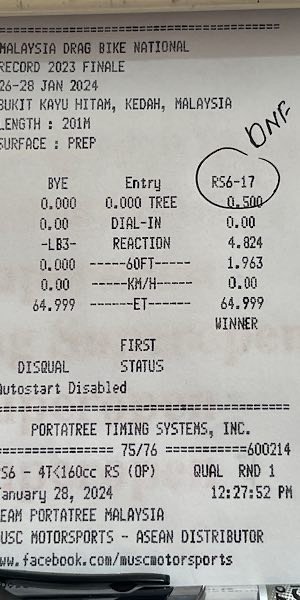 MALAYSIA DRAG BIKE NATIONAL
RECORD 2023 FINALE
26-28 JAN 2024
BUKIT KAYU HITAM, KEDAH, MALAYSIA
LENGTH : 201M
SURFACE : PREP
DNF
BYE Entry RS6-17
0.000 0.000 TREE 0.500
0.00 DIAL-IN 0.00
-LB3- REACTION 4.824
0.000 ------60FT----- 1.963
0.00 ------KM/H----- 0.00
64.999 -------ET------ 64.999
WINNER
FIRST
DISQUAL STATUS
Autostart Disabled
PORTATREE TIMING SYSTEMS, INC.
================ 75/76 ===========600214
S6 - 4T<160cc RS (OP) QUAL RND 1
January 28, 2024 12:27:52 PM
TEAM PORTATREE MALAYSIA
MUSC MOTORSPORTS - ASEAN DISTRIBUTOR
www.facebook.com/muscmotorsports